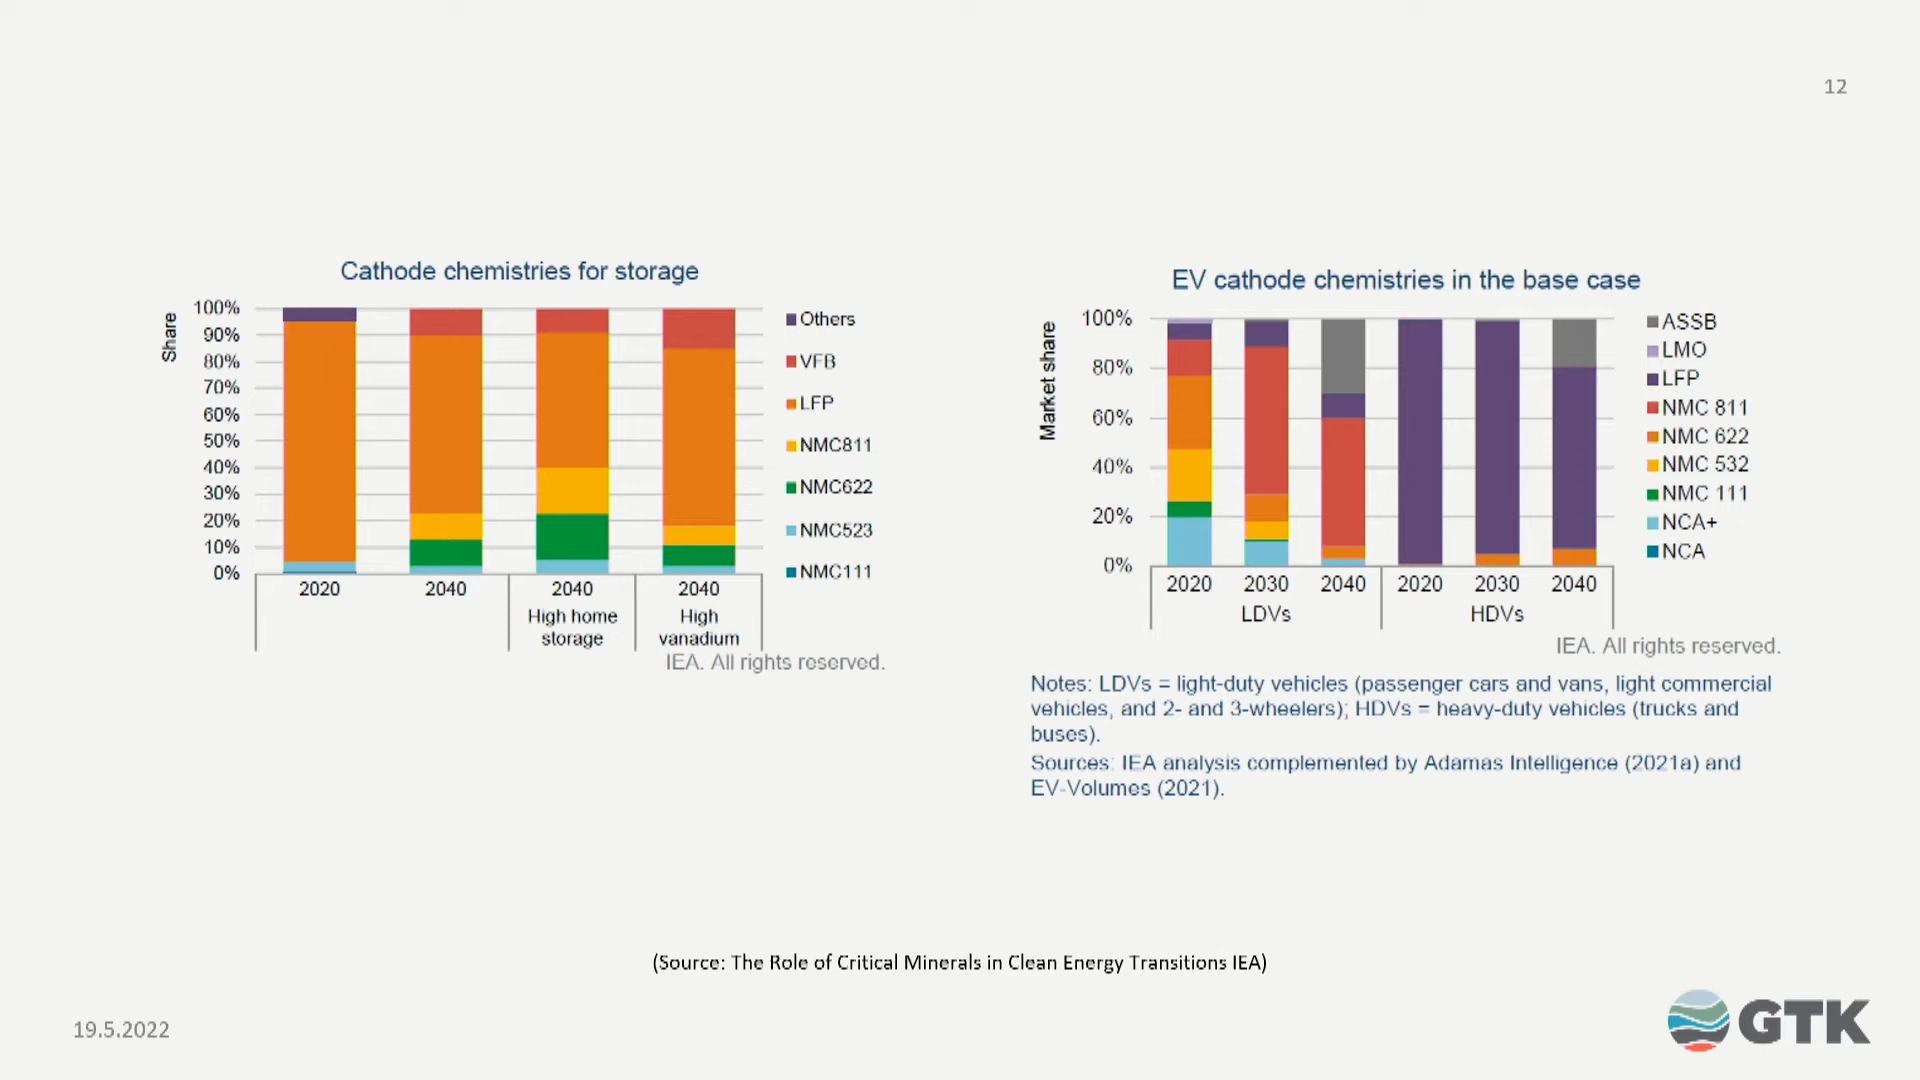 12
Cathode chemistries for storage
Share
100%
90%
80%
70%
60%
50%
40%
30%
20%
10%
0%
2020
2040
2040
High home
storage
2040
High
vanadium
Others
VFB
LFP
NMC811
NMC622
NMC523
NMC111
IEA. All rights reserved.
EV cathode chemistries in the base case
Market share
100%
80%
60%
40%
20%
0%
2020 2030 2040 2020 2030 2040
LDVs HDVs
ASSB
LMO
LFP
NMC 811
NMC 622
NMC 532
NMC 111
NCA+
NCA
IEA. All rights reserved.
Notes: LDVs = light-duty vehicles (passenger cars and vans, light commercial
vehicles, and 2- and 3-wheelers); HDVs = heavy-duty vehicles (trucks and
buses).
Sources: IEA analysis complemented by Adamas Intelligence (2021a) and
EV-Volumes (2021).
(Source: The Role of Critical Minerals in Clean Energy Transitions IEA)
19.5.2022
GTK